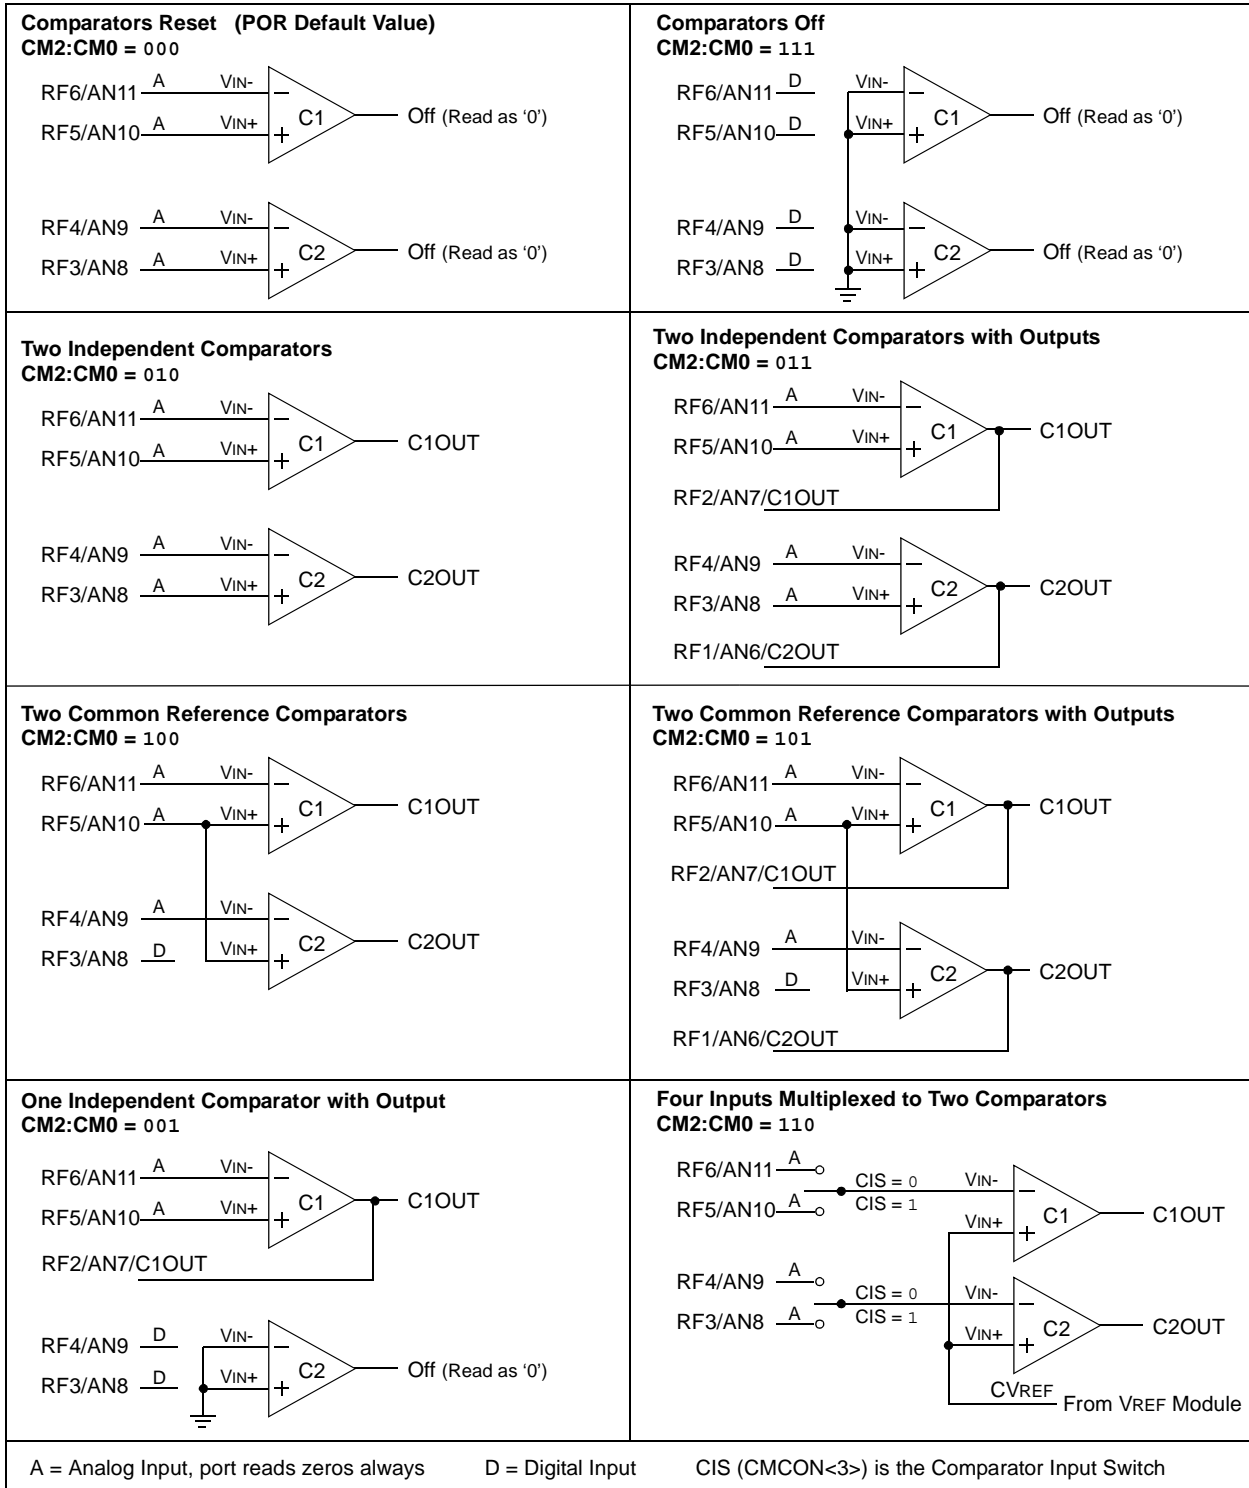 Comparators Reset (POR Default Value)
CM2:CM0 = 000
RF6/AN11 A VIN-
RF5/AN10 A VIN+
C1
Off (Read as ‘0’)
RF4/AN9 A VIN-
RF3/AN8 A VIN+
C2
Off (Read as ‘0’)
Comparators Off
CM2:CM0 = 111
RF6/AN11 D VIN-
RF5/AN10 D VIN+
C1
Off (Read as ‘0’)
RF4/AN9 D VIN-
RF3/AN8 D VIN+
C2
Off (Read as ‘0’)
Two Independent Comparators
CM2:CM0 = 010
RF6/AN11 A VIN-
RF5/AN10 A VIN+
C1
C1OUT
RF4/AN9 A VIN-
RF3/AN8 A VIN+
C2
C2OUT
Two Independent Comparators with Outputs
CM2:CM0 = 011
RF6/AN11 A VIN-
RF5/AN10 A VIN+
C1
C1OUT
RF2/AN7/C1OUT
RF4/AN9 A VIN-
RF3/AN8 A VIN+
C2
C2OUT
RF1/AN6/C2OUT
Two Common Reference Comparators
CM2:CM0 = 100
RF6/AN11 A VIN-
RF5/AN10 A VIN+
C1
C1OUT
RF4/AN9 A VIN-
RF3/AN8 D VIN+
C2
C2OUT
Two Common Reference Comparators with Outputs
CM2:CM0 = 101
RF6/AN11 A VIN-
RF5/AN10 A VIN+
C1
C1OUT
RF2/AN7/C1OUT
RF4/AN9 A VIN-
RF3/AN8 D VIN+
C2
C2OUT
RF1/AN6/C2OUT
One Independent Comparator with Output
CM2:CM0 = 001
RF6/AN11 A VIN-
RF5/AN10 A VIN+
C1
C1OUT
RF2/AN7/C1OUT
RF4/AN9 D VIN-
RF3/AN8 D VIN+
C2
Off (Read as ‘0’)
Four Inputs Multiplexed to Two Comparators
CM2:CM0 = 110
RF6/AN11 A
CIS = 0 VIN-
RF5/AN10 A CIS = 1
VIN+
C1
C1OUT
RF4/AN9 A
CIS = 0 VIN-
RF3/AN8 A CIS = 1
VIN+
C2
C2OUT
CVREF
From VREF Module
A = Analog Input, port reads zeros always D = Digital Input CIS (CMCON<3>) is the Comparator Input Switch